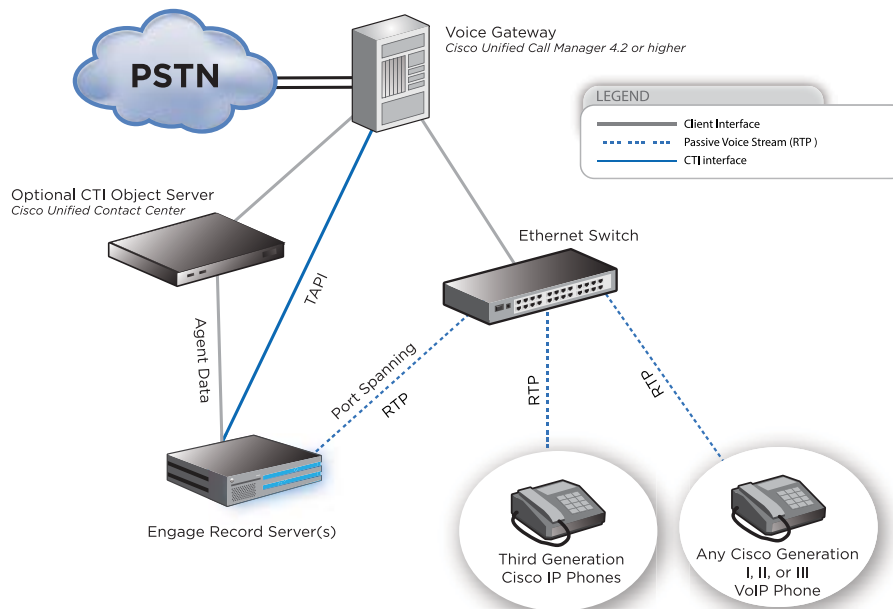 Voice Gateway
Cisco Unified Call Manager 4.2 or higher
PSTN
LEGEND
Client Interface
Passive Voice Stream (RTP )
CTI interface
Optional CTI Object Server
Cisco Unified Contact Center
Ethernet Switch
TAPI
Agent Data
Port Spanning
RTP
RTP
RTP
Engage Record Server(s)
Third Generation
Cisco IP Phones
Any Cisco Generation
I, II, or III
VoIP Phone